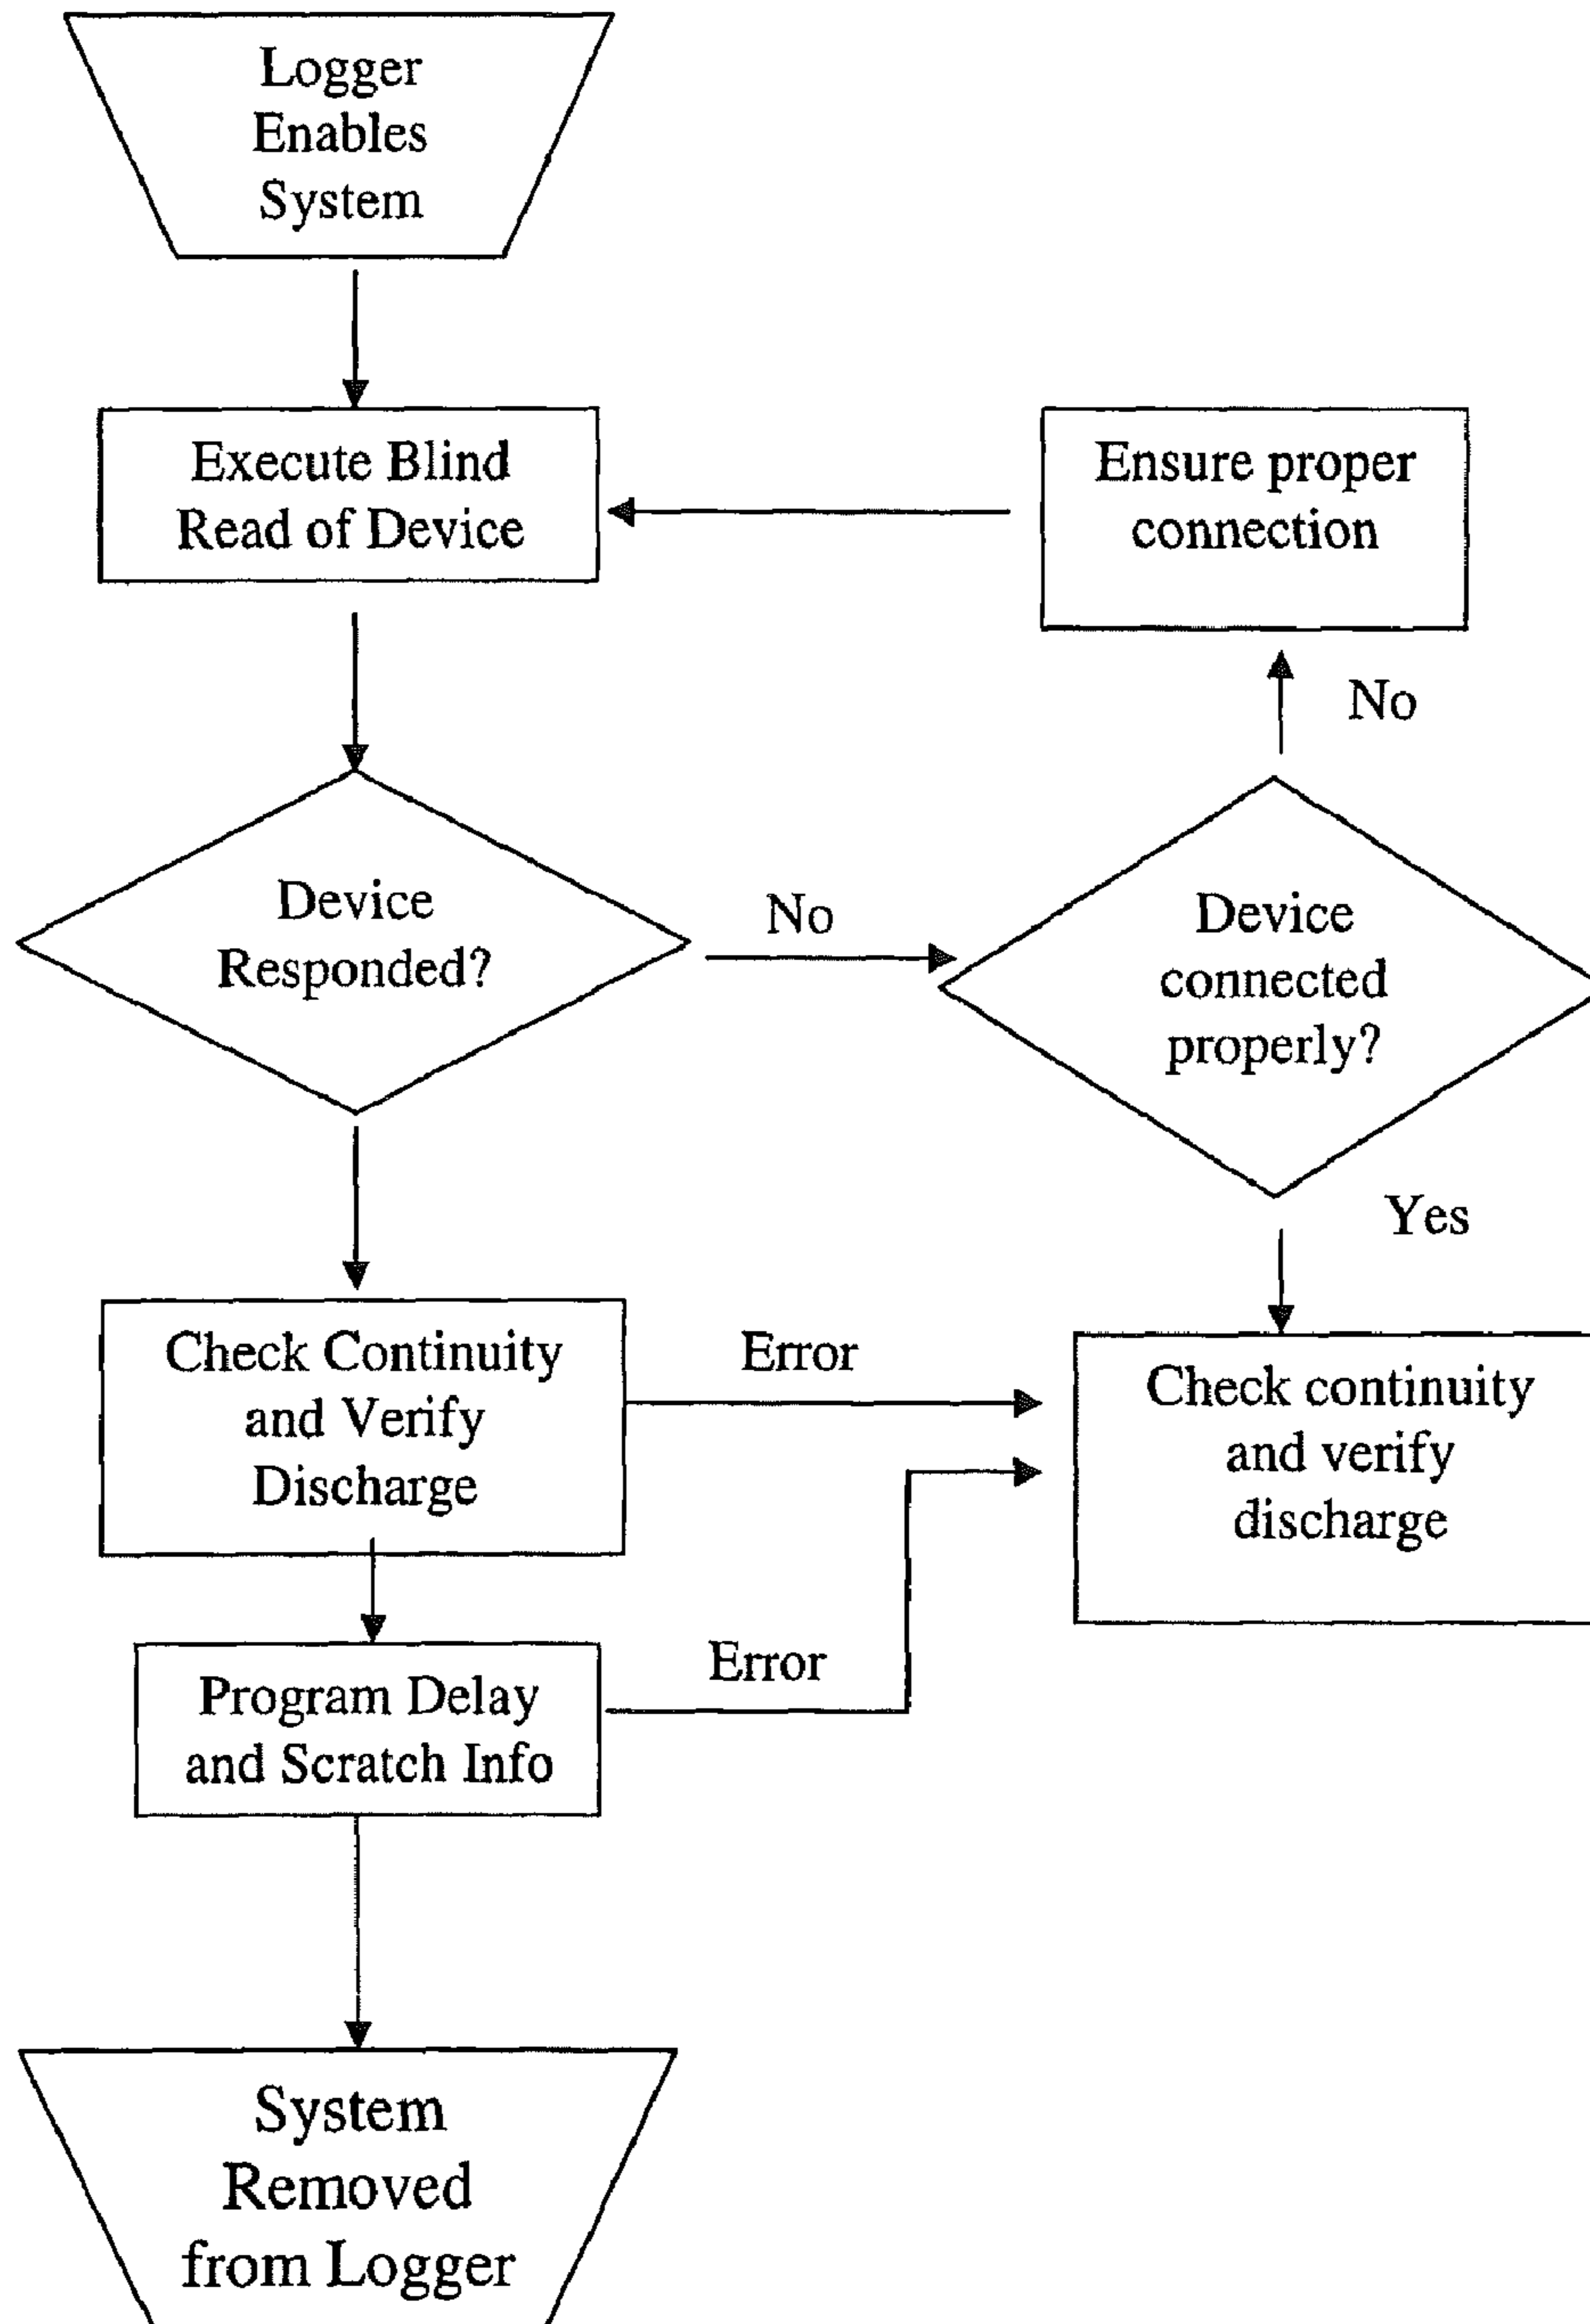 Logger
Enables
System
Execute Blind
Read of Device
Ensure proper
connection
No
Device
Responded?
No
Device
connected
properly?
Yes
Check Continuity
and Verify
Discharge
Error
Check continuity
and verify
discharge
Program Delay
and Scratch Info
Error
System
Removed
from Logger